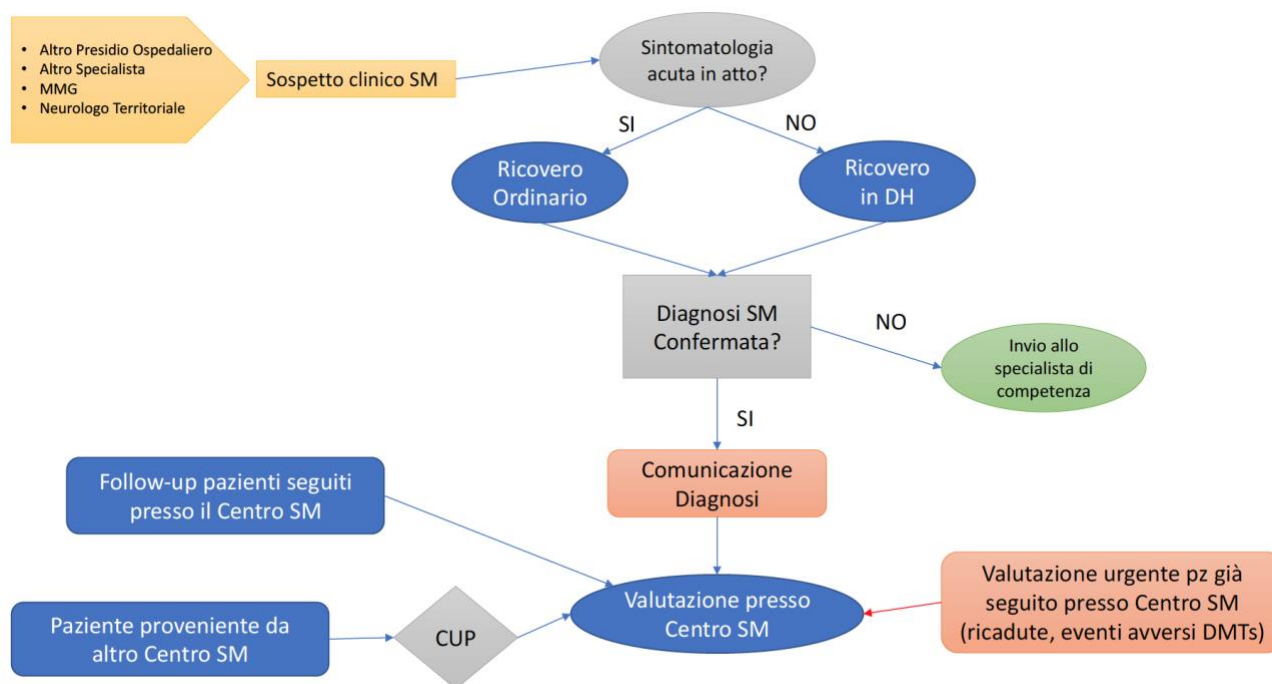 • Altro Presidio Ospedaliero
• Altro Specialista
• MMG
• Neurologo Territoriale
Sospetto clinico SM
Sintomatologia
acuta in atto?
SI
NO
Ricovero
Ordinario
Ricovero
in DH
Diagnosi SM
Confermata?
NO
Invio allo
specialista di
competenza
SI
Comunicazione
Diagnosi
Follow-up pazienti seguiti
presso il Centro SM
Paziente proveniente da
altro Centro SM
CUP
Valutazione presso
Centro SM
Valutazione urgente pz già
seguito presso Centro SM
(ricadute, eventi avversi DMTs)